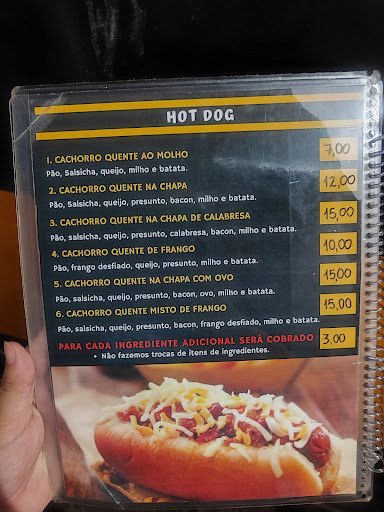 HOT DOG
1. CACHORRO QUENTE AO MOLHO 7,00
Pão, Salsicha, queijo, milho e batata.
2. CACHORRO QUENTE NA CHAPA 12,00
Pão, Salsicha, queijo, presunto, bacon, milho e batata.
3. CACHORRO QUENTE NA CHAPA DE CALABRESA 15,00
Pão, salsicha, queijo, presunto, calabresa, bacon, milho e batata.
4. CACHORRO QUENTE DE FRANGO 10,00
Pão, frango desfiado, queijo, presunto, milho e batata.
5. CACHORRO QUENTE NA CHAPA COM OVO 15,00
Pão, salsicha, queijo, presunto, bacon, ovo, milho e batata.
6. CACHORRO QUENTE MISTO DE FRANGO 15,00
Pão, salsicha, queijo, presunto, bacon, frango desfiado, milho e batata.
PARA CADA INGREDIENTE ADICIONAL SERÁ COBRADO 3,00
• Não fazemos trocas de itens de ingredientes.